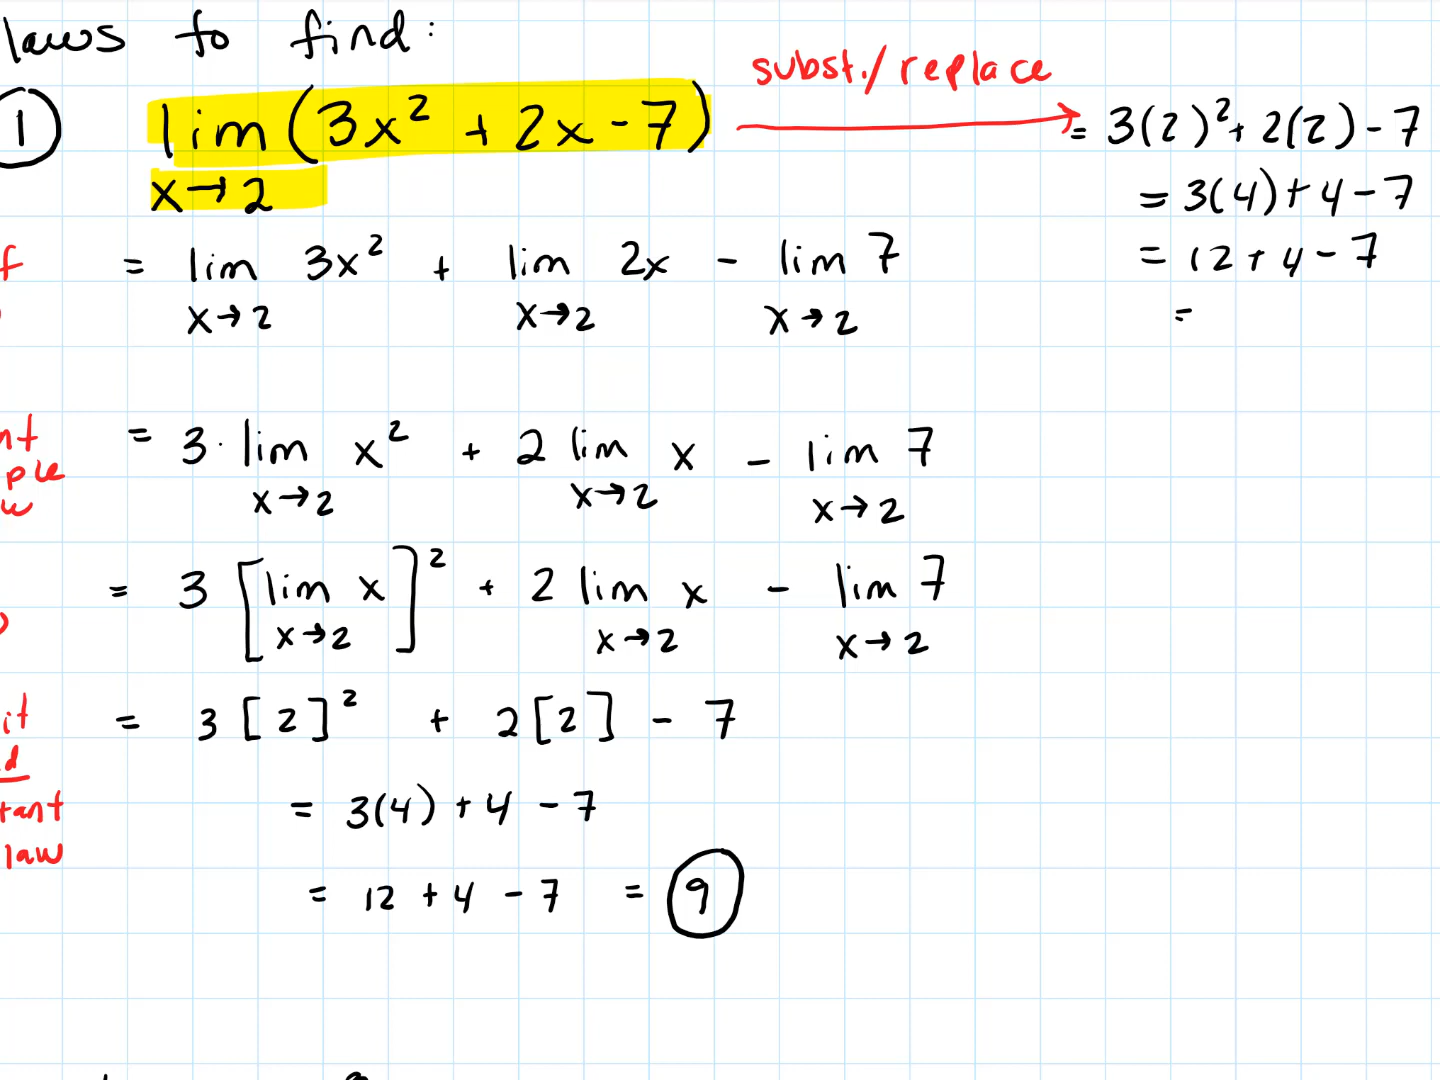 laws to find:
1 lim (3x² + 2x - 7) subst./replace = 3(2)² + 2(2) - 7
x→2 = 3(4) + 4 - 7
f = lim 3x² + lim 2x - lim 7 = 12 + 4 - 7
x→2 x→2 x→2 =
nt = 3 · lim x² + 2 lim x - lim 7
ple x→2 x→2 x→2
w
= 3 [lim x]² + 2 lim x - lim 7
x→2 x→2 x→2
it = 3[2]² + 2[2] - 7
d
tant = 3(4) + 4 - 7
law
= 12 + 4 - 7 = 9